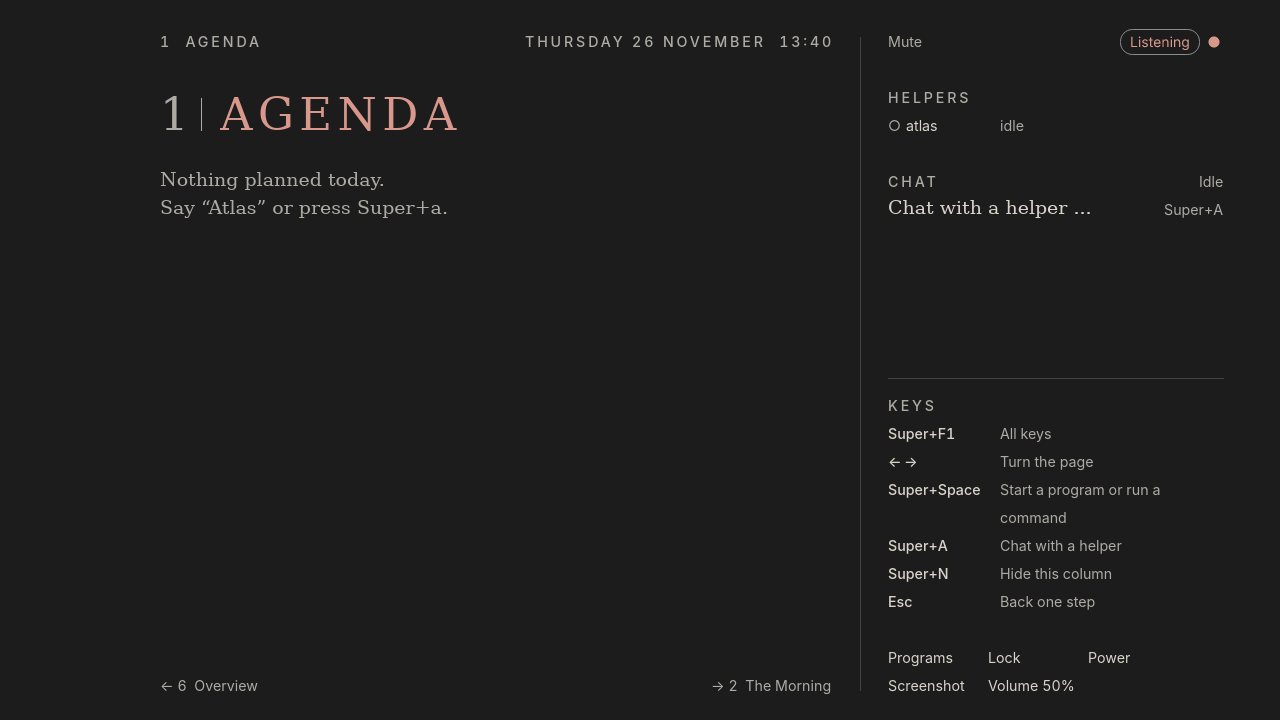 1 AGENDA
THURSDAY 26 NOVEMBER 13:40
1 AGENDA
Nothing planned today.
Say “Atlas” or press Super+a.
← 6 Overview
→ 2 The Morning
Mute
Listening
HELPERS
atlas idle
CHAT Idle
Chat with a helper ... Super+A
KEYS
Super+F1 All keys
← → Turn the page
Super+Space Start a program or run a
command
Super+A Chat with a helper
Super+N Hide this column
Esc Back one step
Programs Lock Power
Screenshot Volume 50%